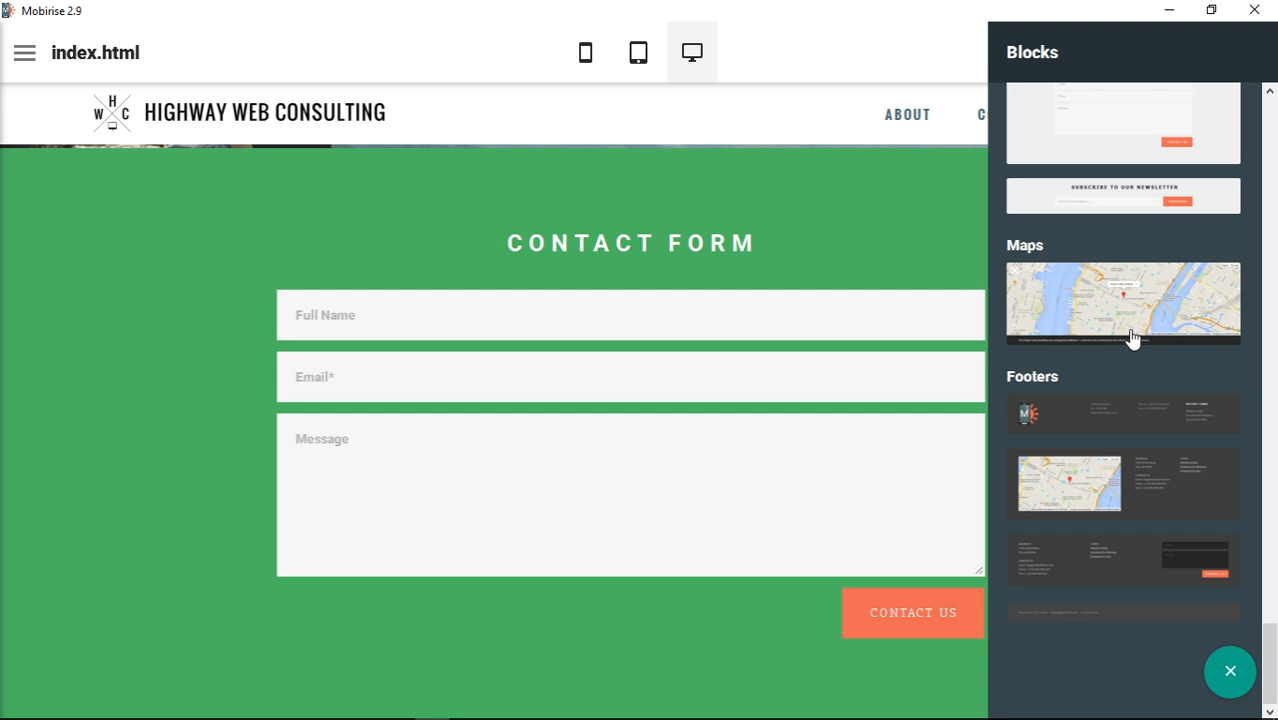 Mobirise 2.9
index.html
Blocks
W H C
HIGHWAY WEB CONSULTING
ABOUT
C
CONTACT FORM
Full Name
Email*
Message
CONTACT US
SUBSCRIBE TO OUR NEWSLETTER
Maps
Footers